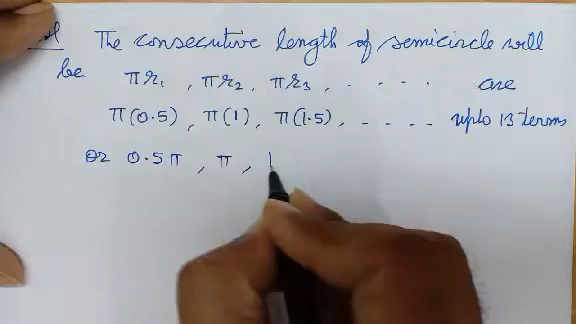 Sol The consecutive length of semicircle will
be πr₁, πr₂, πr₃, . . . . are
π(0.5), π(1), π(1.5), . . . . upto 13 terms
or 0.5π, π, 1